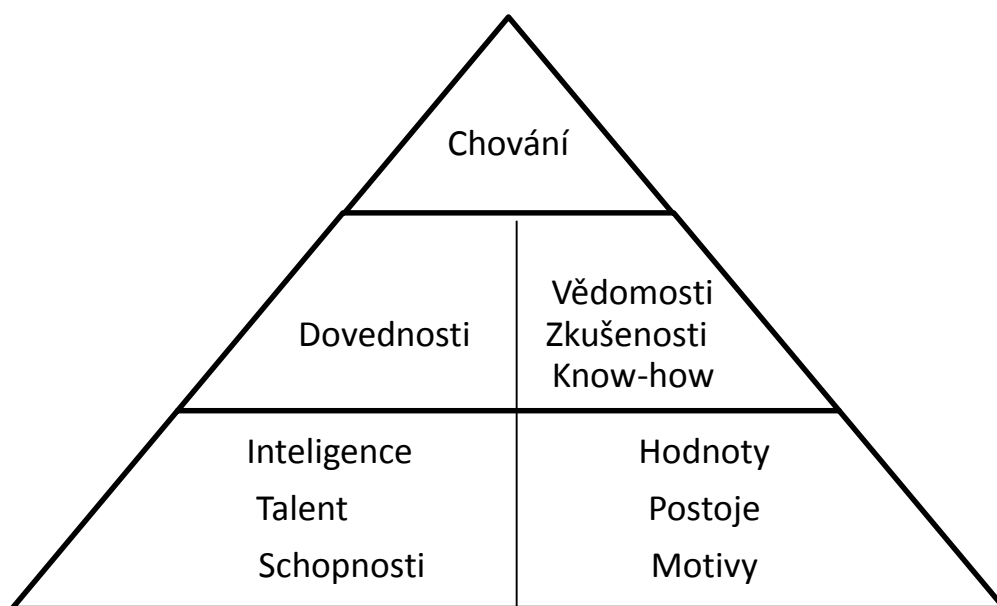 Chování
Dovednosti
Vědomosti
Zkušenosti
Know-how
Inteligence
Talent
Schopnosti
Hodnoty
Postoje
Motivy